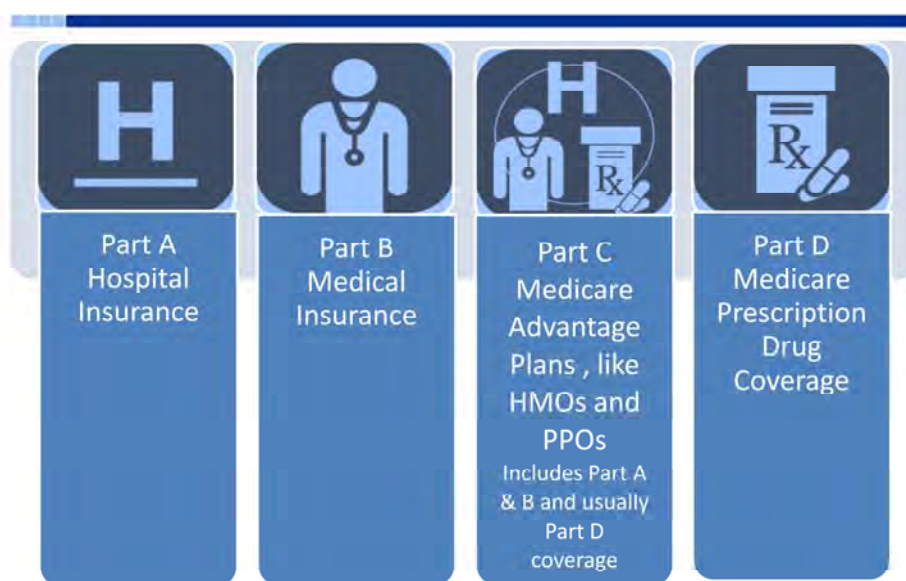 H
Part A
Hospital
Insurance
Part B
Medical
Insurance
H
Rx
Part C
Medicare
Advantage
Plans , like
HMOs and
PPOs
Includes Part A
& B and usually
Part D
coverage
Rx
Part D
Medicare
Prescription
Drug
Coverage